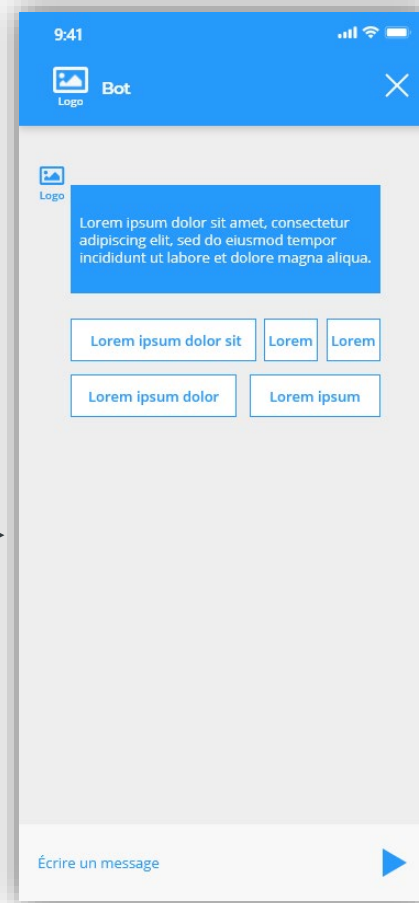 9:41
Logo
Bot
Logo
Lorem ipsum dolor sit amet, consectetur
adipiscing elit, sed do eiusmod tempor
incididunt ut labore et dolore magna aliqua.
Lorem ipsum dolor sit
Lorem
Lorem
Lorem ipsum dolor
Lorem ipsum
Écrire un message